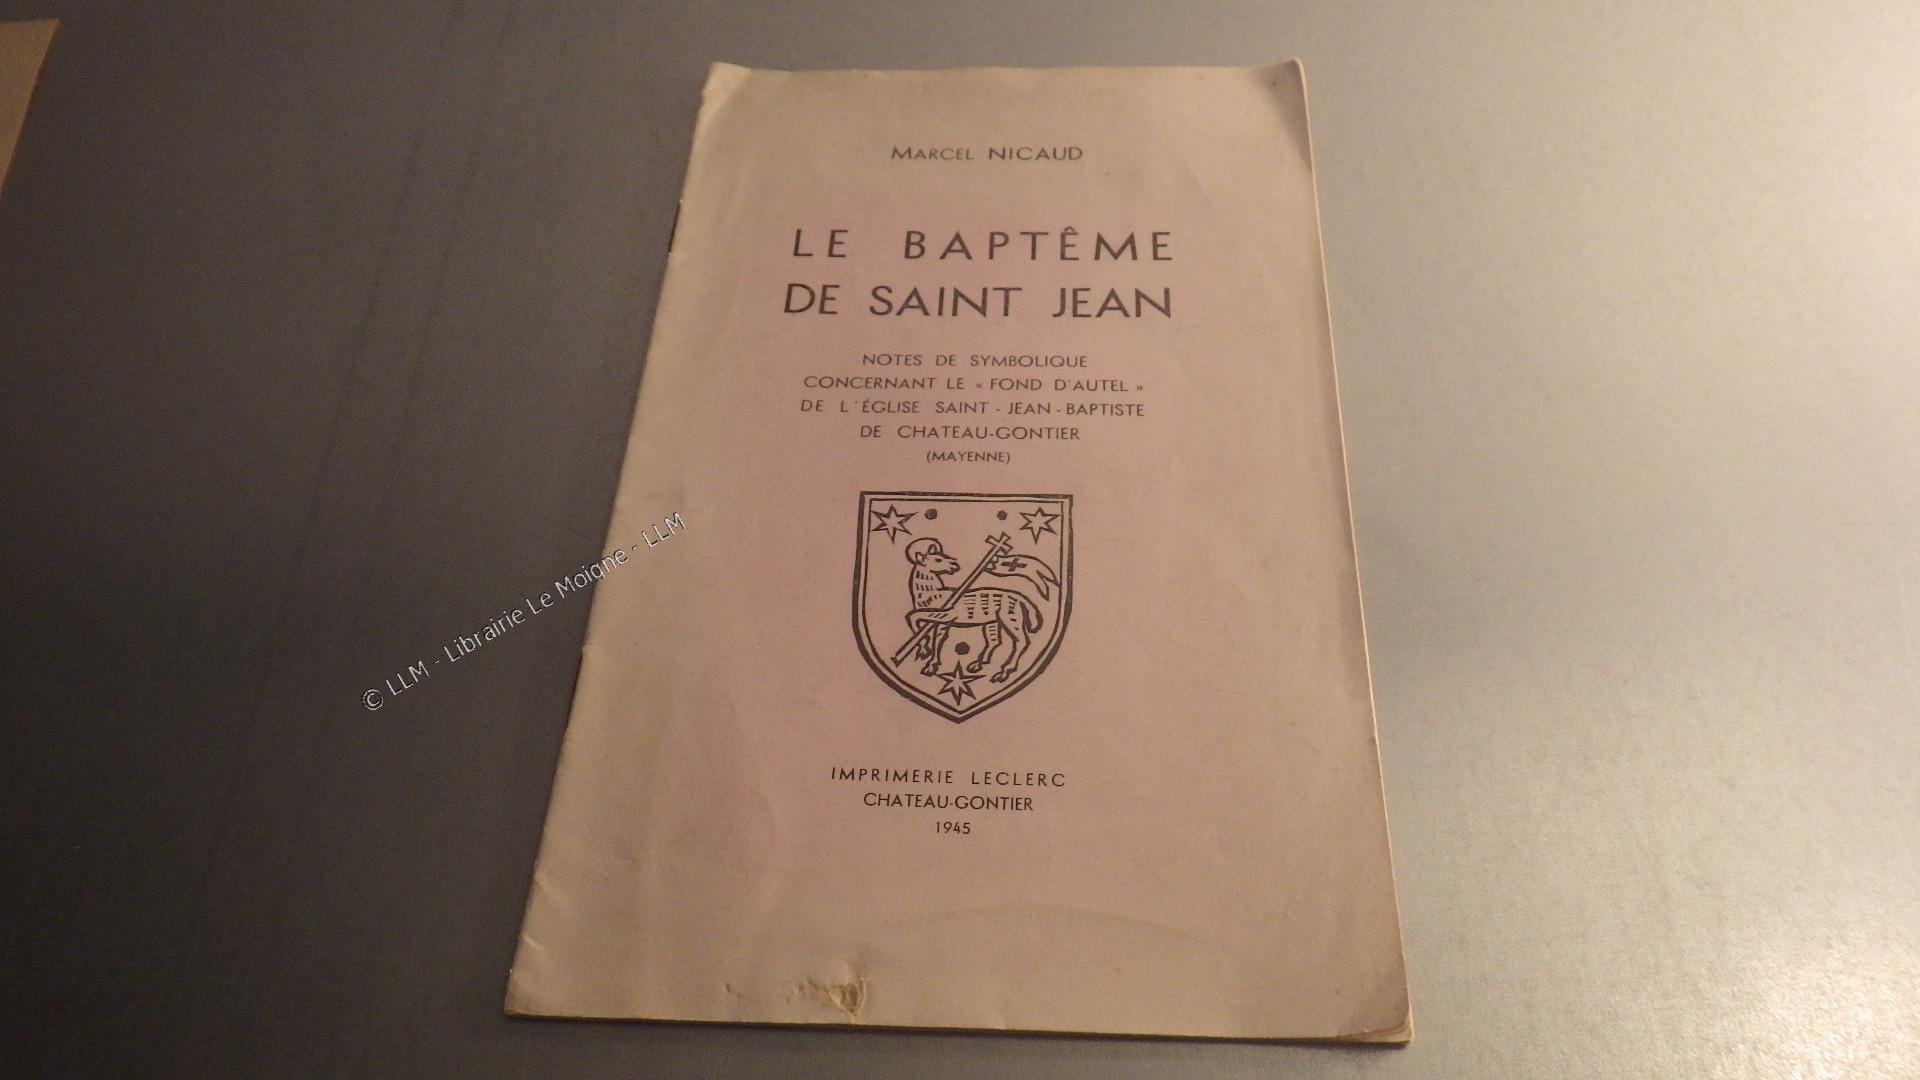 MARCEL NICAUD
LE BAPTÊME
DE SAINT JEAN
NOTES DE SYMBOLIQUE
CONCERNANT LE « FOND D'AUTEL »
DE L'ÉGLISE SAINT-JEAN-BAPTISTE
DE CHATEAU-GONTIER
(MAYENNE)
© LLM - Librairie Le Moigne - LLM
IMPRIMERIE LECLERC
CHATEAU-GONTIER
1945